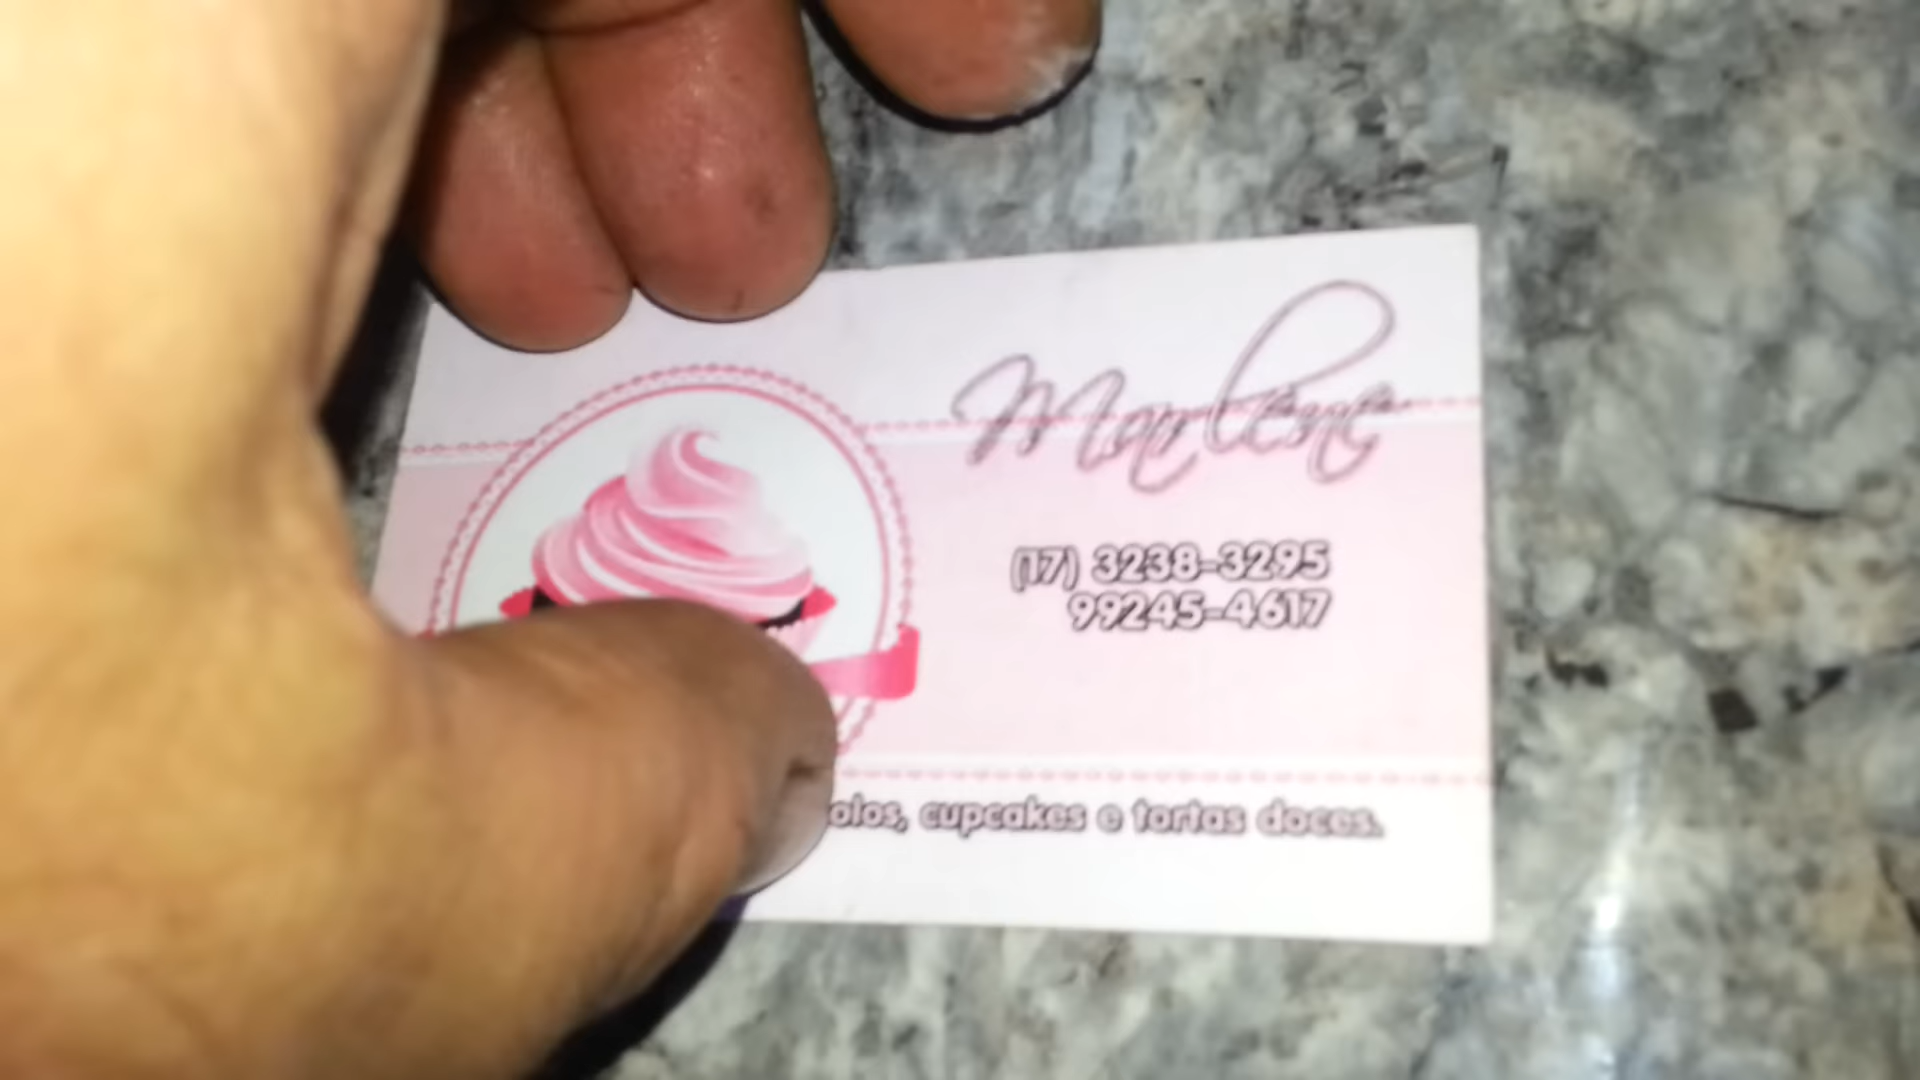 Marlene
(17) 3238-3295
99245-4617
olos, cupcakes e tortas doces.